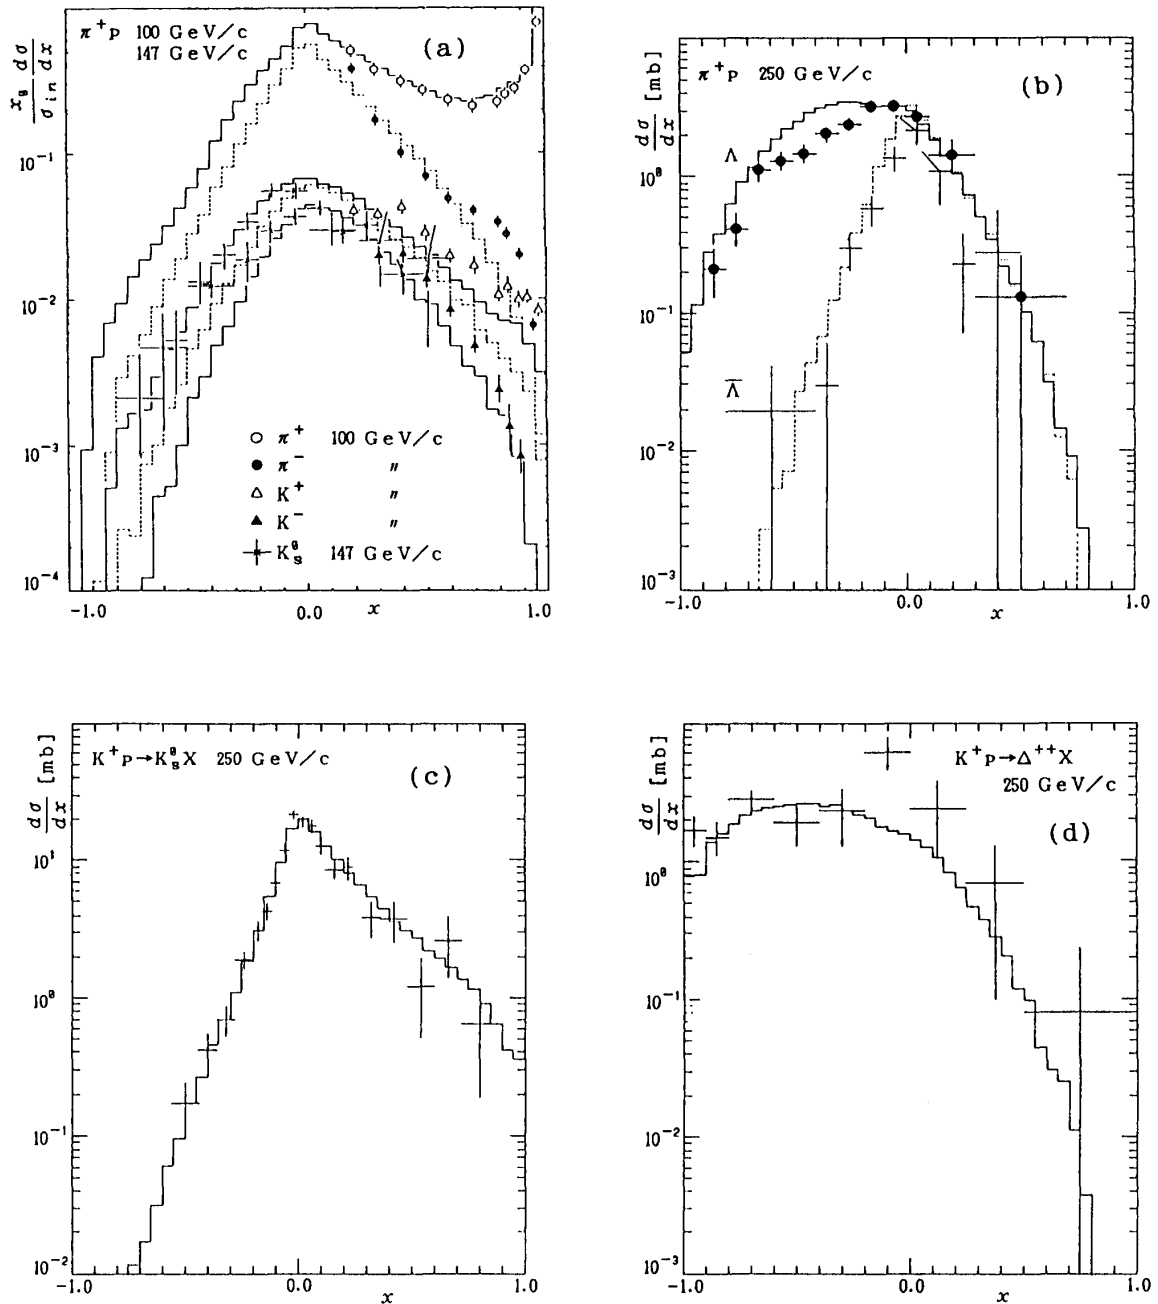 π⁺p 100 GeV/c
147 GeV/c
(a)
x_E/σ_in dσ/dx
10⁻¹
10⁻²
10⁻³
10⁻⁴
○ π⁺ 100 GeV/c
● π⁻ 〃
△ K⁺ 〃
▲ K⁻ 〃
K⁰_s 147 GeV/c
-1.0 0.0 1.0
x
π⁺p 250 GeV/c
(b)
dσ/dx [mb]
Λ
Λ̅
10⁰
10⁻¹
10⁻²
10⁻³
-1.0 0.0 1.0
x
K⁺p→K⁰_sX 250 GeV/c
(c)
dσ/dx [mb]
10¹
10⁰
10⁻¹
10⁻²
-1.0 0.0 1.0
x
K⁺p→Δ⁺⁺X
250 GeV/c
(d)
dσ/dx [mb]
10⁰
10⁻¹
10⁻²
10⁻³
-1.0 0.0 1.0
x